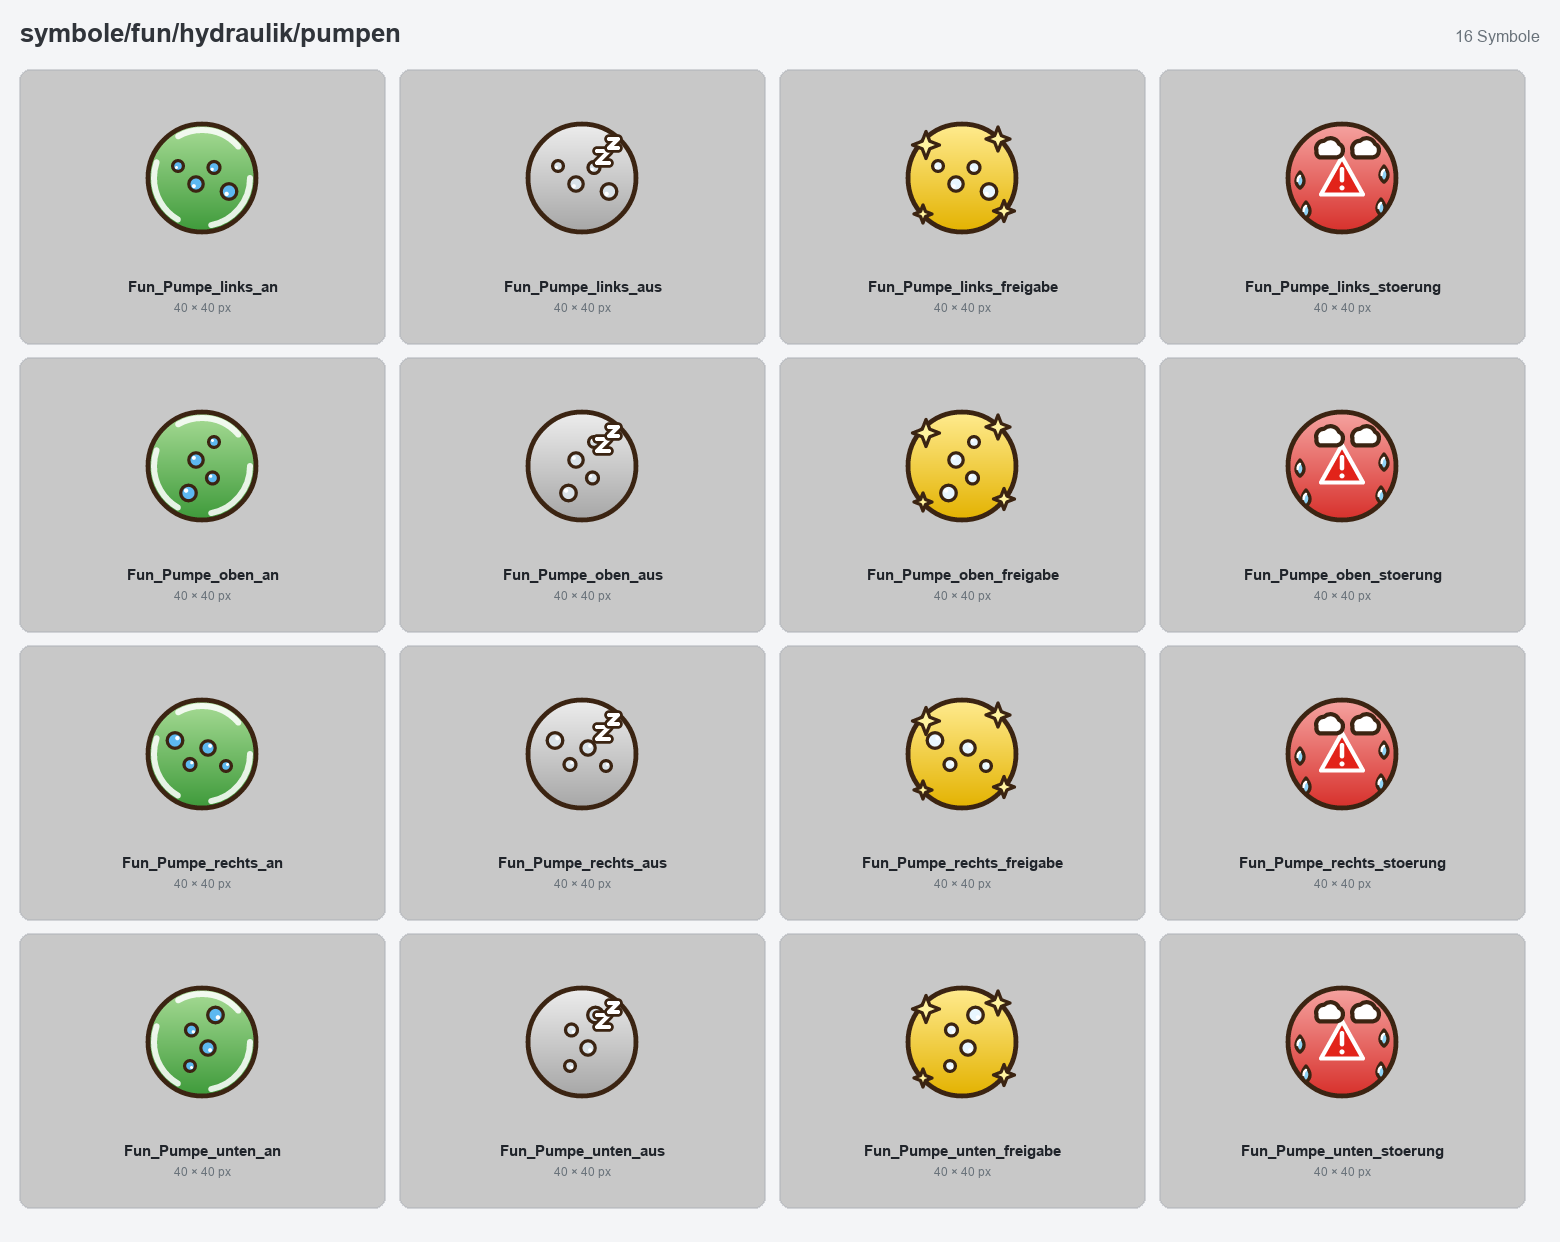 symbole/fun/hydraulik/pumpen
16 Symbole
Fun_Pumpe_links_an
40 × 40 px
Fun_Pumpe_links_aus
40 × 40 px
Fun_Pumpe_links_freigabe
40 × 40 px
Fun_Pumpe_links_stoerung
40 × 40 px
Fun_Pumpe_oben_an
40 × 40 px
Fun_Pumpe_oben_aus
40 × 40 px
Fun_Pumpe_oben_freigabe
40 × 40 px
Fun_Pumpe_oben_stoerung
40 × 40 px
Fun_Pumpe_rechts_an
40 × 40 px
Fun_Pumpe_rechts_aus
40 × 40 px
Fun_Pumpe_rechts_freigabe
40 × 40 px
Fun_Pumpe_rechts_stoerung
40 × 40 px
Fun_Pumpe_unten_an
40 × 40 px
Fun_Pumpe_unten_aus
40 × 40 px
Fun_Pumpe_unten_freigabe
40 × 40 px
Fun_Pumpe_unten_stoerung
40 × 40 px